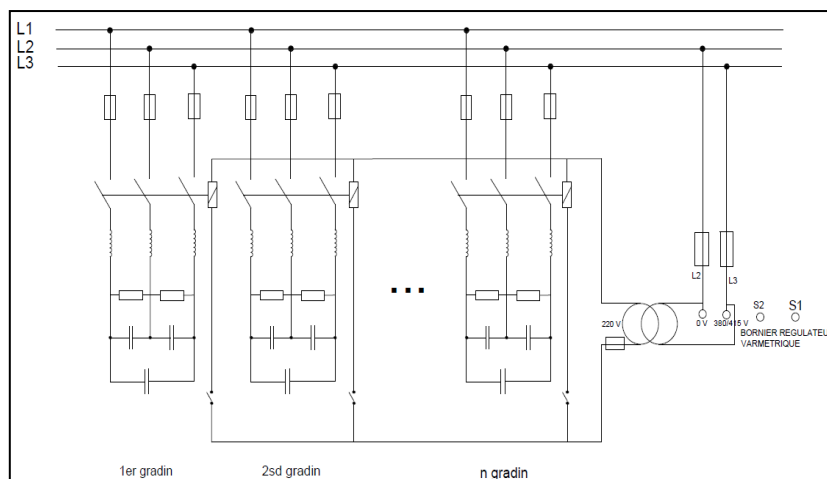 L1
L2
L3
L2
L3
S2
S1
220 V
0 V
380/415 V
BORNIER REGULATEU
VARMETRIQUE
1er gradin
2sd gradin
n gradin